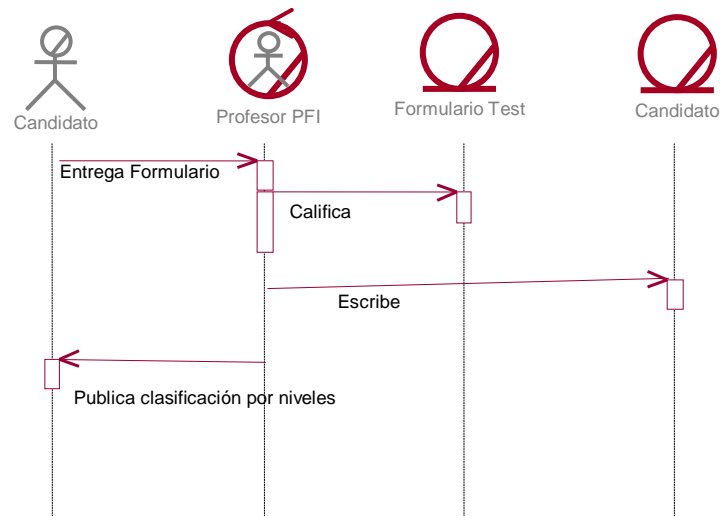 Candidato
Profesor PFI
Formulario Test
Candidato
Entrega Formulario
Califica
Escribe
Publica clasificación por niveles